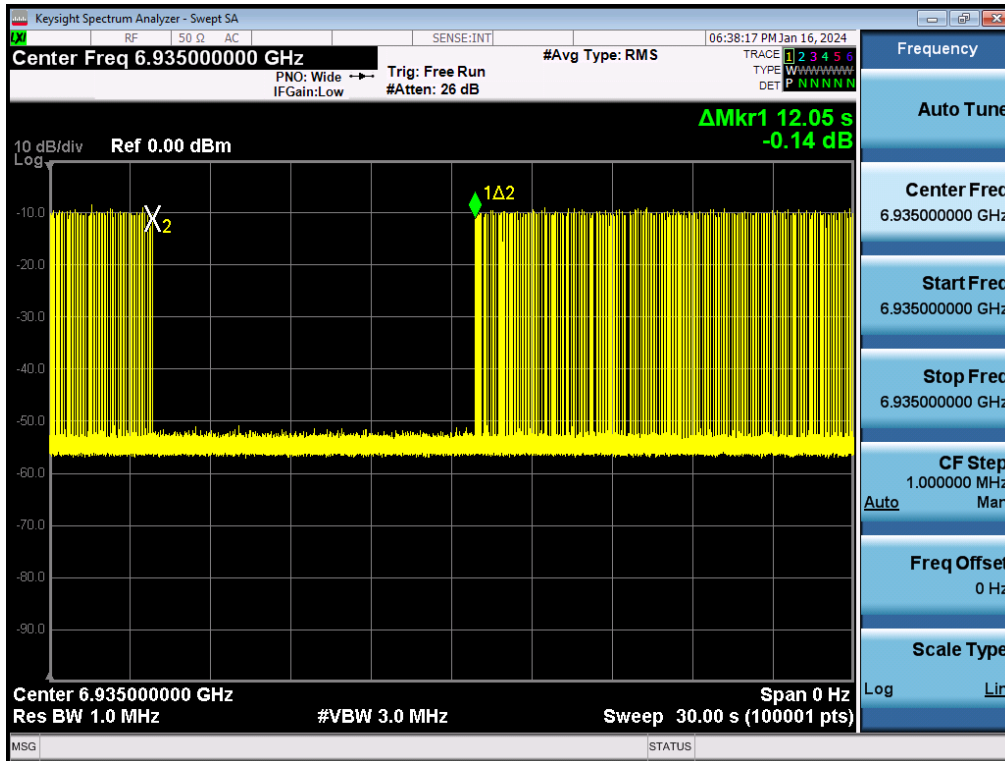 Keysight Spectrum Analyzer - Swept SA
LXI RF 50 Ω AC SENSE:INT 06:38:17 PM Jan 16, 2024
Center Freq 6.935000000 GHz
PNO: Wide
IFGain:Low
Trig: Free Run
#Atten: 26 dB
#Avg Type: RMS
TRACE 1 2 3 4 5 6
TYPE WWWWWW
DET P N N N N N
ΔMkr1 12.05 s
-0.14 dB
10 dB/div Ref 0.00 dBm
Log
1Δ2
X2
-10.0
-20.0
-30.0
-40.0
-50.0
-60.0
-70.0
-80.0
-90.0
Center 6.935000000 GHz Span 0 Hz
Res BW 1.0 MHz #VBW 3.0 MHz Sweep 30.00 s (100001 pts)
MSG STATUS
Frequency
Auto Tune
Center Freq
6.935000000 GHz
Start Freq
6.935000000 GHz
Stop Freq
6.935000000 GHz
CF Step
1.000000 MHz
Auto Man
Freq Offset
0 Hz
Scale Type
Log Lin